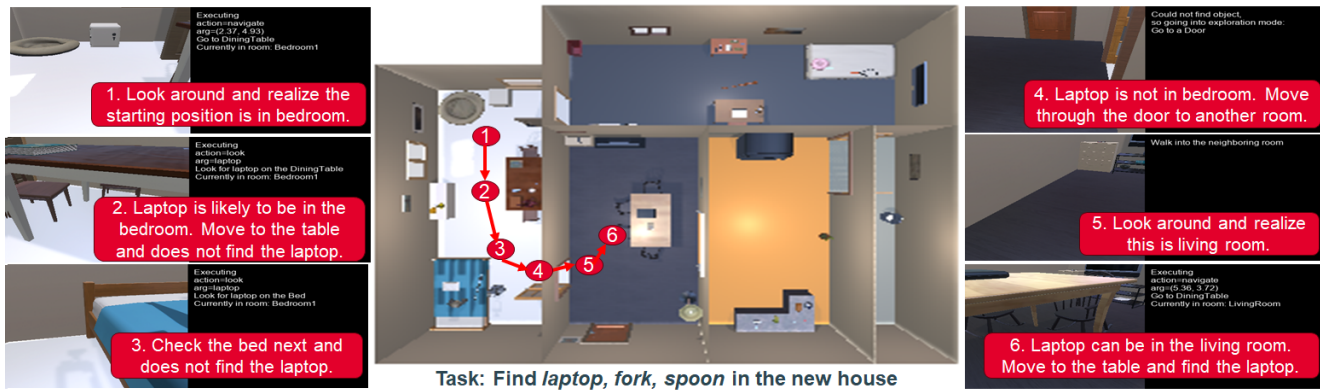 Executing
action=navigate
arg=(2.37, 4.93)
Go to DiningTable
Currently in room: Bedroom1
1. Look around and realize the
starting position is in bedroom.
Executing
action=look
arg=laptop
Look for laptop on the DiningTable
Currently in room: Bedroom1
2. Laptop is likely to be in the
bedroom. Move to the table
and does not find the laptop.
Executing
action=look
arg=laptop
Look for laptop on the Bed
Currently in room: Bedroom1
3. Check the bed next and
does not find the laptop.
1
2
3
4
5
6
Task: Find laptop, fork, spoon in the new house
Could not find object,
so going into exploration mode:
Go to a Door
4. Laptop is not in bedroom. Move
through the door to another room.
Walk into the neighboring room
5. Look around and realize
this is living room.
Executing
action=navigate
arg=(5.36, 3.72)
Go to DiningTable
Currently in room: LivingRoom
6. Laptop can be in the living room.
Move to the table and find the laptop.